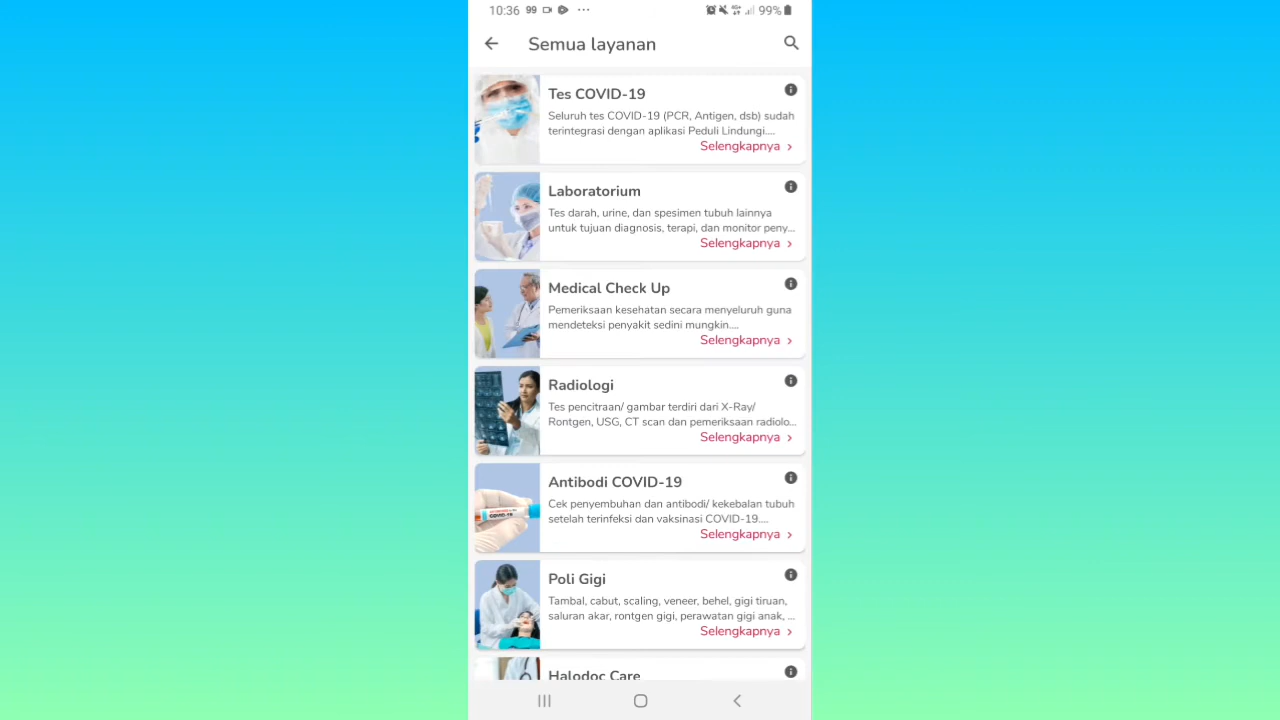 10:36 99 99%
Semua layanan
Tes COVID-19
Seluruh tes COVID-19 (PCR, Antigen, dsb) sudah
terintegrasi dengan aplikasi Peduli Lindungi....
Selengkapnya
Laboratorium
Tes darah, urine, dan spesimen tubuh lainnya
untuk tujuan diagnosis, terapi, dan monitor peny...
Selengkapnya
Medical Check Up
Pemeriksaan kesehatan secara menyeluruh guna
mendeteksi penyakit sedini mungkin....
Selengkapnya
Radiologi
Tes pencitraan/ gambar terdiri dari X-Ray/
Rontgen, USG, CT scan dan pemeriksaan radiolo...
Selengkapnya
COVID-19
Antibodi COVID-19
Cek penyembuhan dan antibodi/ kekebalan tubuh
setelah terinfeksi dan vaksinasi COVID-19....
Selengkapnya
Poli Gigi
Tambal, cabut, scaling, veneer, behel, gigi tiruan,
saluran akar, rontgen gigi, perawatan gigi anak, ...
Selengkapnya
Halodoc Care